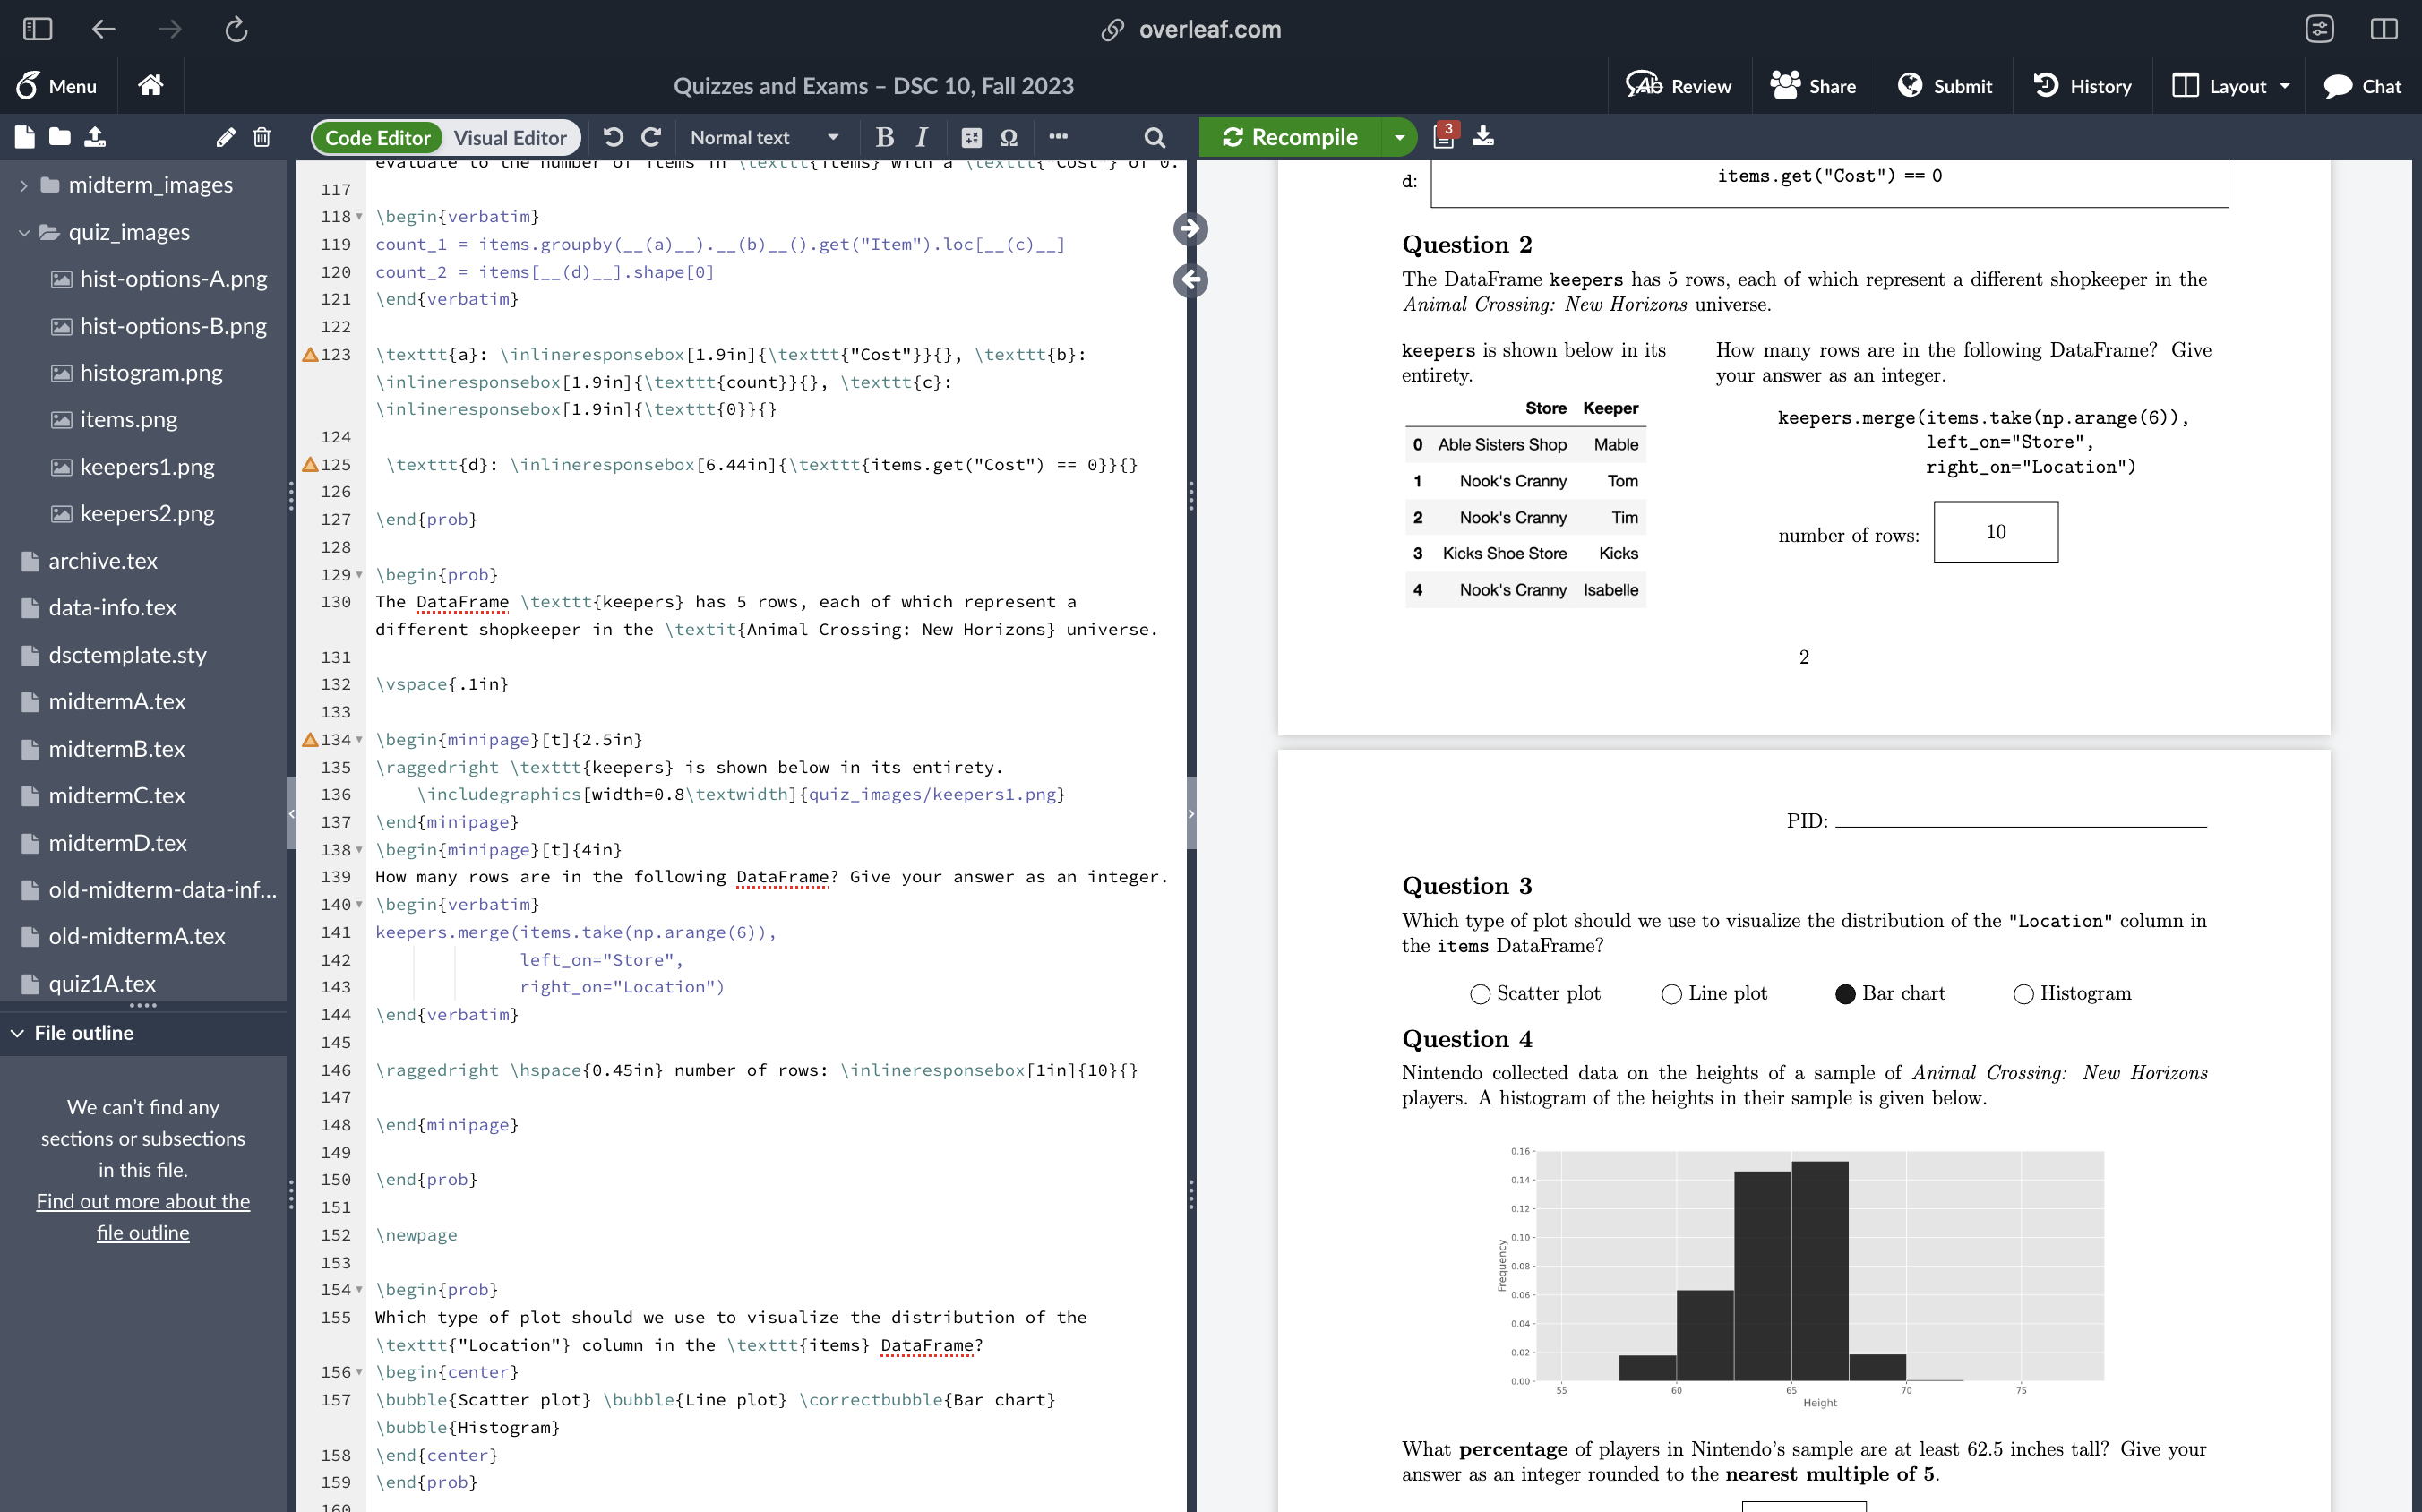 overleaf.com
Menu
Quizzes and Exams – DSC 10, Fall 2023
Review
Share
Submit
History
Layout
Chat
Code Editor
Visual Editor
Normal text
B
I
Ω
Recompile
3
midterm_images
quiz_images
hist-options-A.png
hist-options-B.png
histogram.png
items.png
keepers1.png
keepers2.png
archive.tex
data-info.tex
dsctemplate.sty
midtermA.tex
midtermB.tex
midtermC.tex
midtermD.tex
old-midterm-data-inf...
old-midtermA.tex
quiz1A.tex
File outline
We can't find any
sections or subsections
in this file.
Find out more about the
file outline
evaluate to the number of items in \texttt{items} with a \texttt{"Cost"} of 0.
117
118 \begin{verbatim}
119 count_1 = items.groupby(__(a)__).__(b)__().get("Item").loc[__(c)__]
120 count_2 = items[__(d)__].shape[0]
121 \end{verbatim}
122
123 \texttt{a}: \inlineresponsebox[1.9in]{\texttt{"Cost"}}{}, \texttt{b}:
\inlineresponsebox[1.9in]{\texttt{count}}{}, \texttt{c}:
\inlineresponsebox[1.9in]{\texttt{0}}{}
124
125 \texttt{d}: \inlineresponsebox[6.44in]{\texttt{items.get("Cost") == 0}}{}
126
127 \end{prob}
128
129 \begin{prob}
130 The DataFrame \texttt{keepers} has 5 rows, each of which represent a
different shopkeeper in the \textit{Animal Crossing: New Horizons} universe.
131
132 \vspace{.1in}
133
134 \begin{minipage}[t]{2.5in}
135 \raggedright \texttt{keepers} is shown below in its entirety.
136 \includegraphics[width=0.8\textwidth]{quiz_images/keepers1.png}
137 \end{minipage}
138 \begin{minipage}[t]{4in}
139 How many rows are in the following DataFrame? Give your answer as an integer.
140 \begin{verbatim}
141 keepers.merge(items.take(np.arange(6)),
142 left_on="Store",
143 right_on="Location")
144 \end{verbatim}
145
146 \raggedright \hspace{0.45in} number of rows: \inlineresponsebox[1in]{10}{}
147
148 \end{minipage}
149
150 \end{prob}
151
152 \newpage
153
154 \begin{prob}
155 Which type of plot should we use to visualize the distribution of the
\texttt{"Location"} column in the \texttt{items} DataFrame?
156 \begin{center}
157 \bubble{Scatter plot} \bubble{Line plot} \correctbubble{Bar chart}
\bubble{Histogram}
158 \end{center}
159 \end{prob}
160
d: items.get("Cost") == 0
Question 2
The DataFrame keepers has 5 rows, each of which represent a different shopkeeper in the
Animal Crossing: New Horizons universe.
keepers is shown below in its
entirety.
Store Keeper
0 Able Sisters Shop Mable
1 Nook's Cranny Tom
2 Nook's Cranny Tim
3 Kicks Shoe Store Kicks
4 Nook's Cranny Isabelle
How many rows are in the following DataFrame? Give
your answer as an integer.
keepers.merge(items.take(np.arange(6)),
left_on="Store",
right_on="Location")
number of rows: 10
2
PID:
Question 3
Which type of plot should we use to visualize the distribution of the "Location" column in
the items DataFrame?
Scatter plot Line plot Bar chart Histogram
Question 4
Nintendo collected data on the heights of a sample of Animal Crossing: New Horizons
players. A histogram of the heights in their sample is given below.
0.16
0.14
0.12
0.10
0.08
0.06
0.04
0.02
0.00
Frequency
55 60 65 70 75
Height
What percentage of players in Nintendo's sample are at least 62.5 inches tall? Give your
answer as an integer rounded to the nearest multiple of 5.